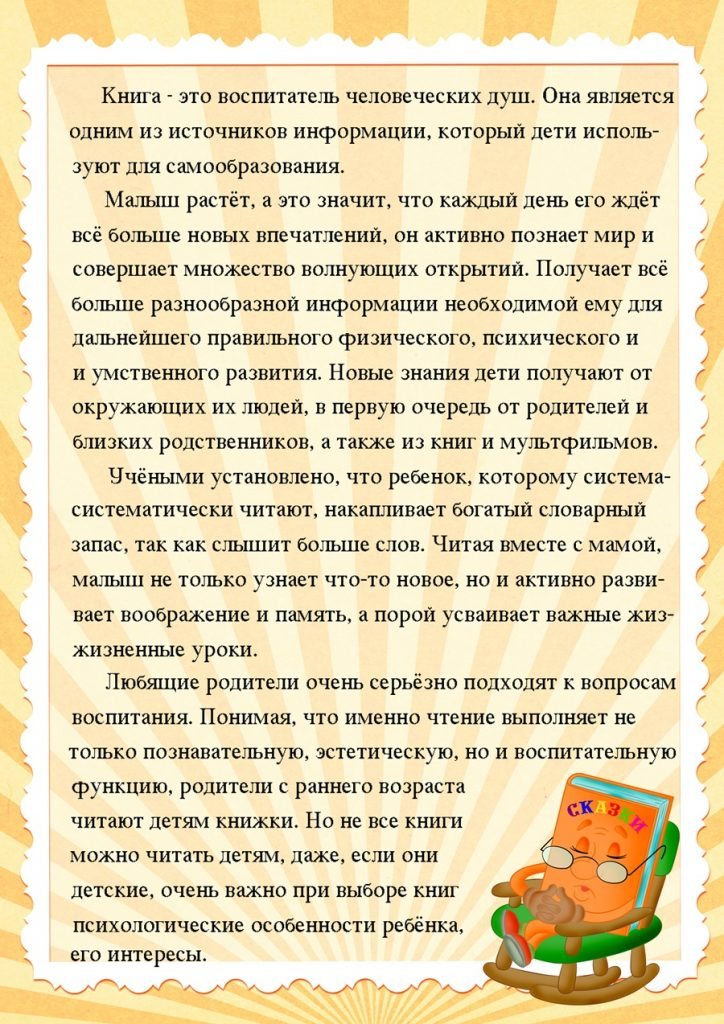 Книга - это воспитатель человеческих душ. Она является
одним из источников информации, который дети исполь-
зуют для самообразования.
Малыш растёт, а это значит, что каждый день его ждёт
всё больше новых впечатлений, он активно познает мир и
совершает множество волнующих открытий. Получает всё
больше разнообразной информации необходимой ему для
дальнейшего правильного физического, психического и
и умственного развития. Новые знания дети получают от
окружающих их людей, в первую очередь от родителей и
близких родственников, а также из книг и мультфильмов.
Учёными установлено, что ребенок, которому система-
систематически читают, накапливает богатый словарный
запас, так как слышит больше слов. Читая вместе с мамой,
малыш не только узнает что-то новое, но и активно разви-
вает воображение и память, а порой усваивает важные жиз-
жизненные уроки.
Любящие родители очень серьёзно подходят к вопросам
воспитания. Понимая, что именно чтение выполняет не
только познавательную, эстетическую, но и воспитательную
функцию, родители с раннего возраста
читают детям книжки. Но не все книги
можно читать детям, даже, если они
детские, очень важно при выборе книг
психологические особенности ребёнка,
его интересы.
СКАЗКИ